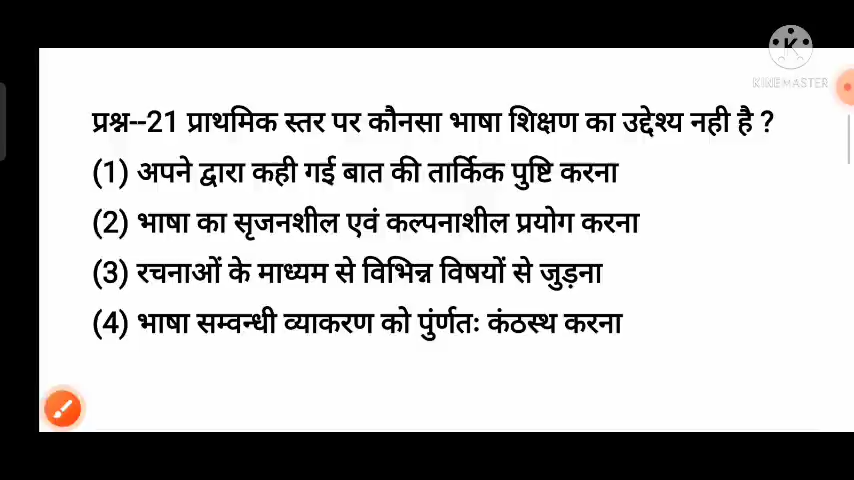 KINEMASTER
प्रश्न--21 प्राथमिक स्तर पर कौनसा भाषा शिक्षण का उद्देश्य नही है ?
(1) अपने द्वारा कही गई बात की तार्किक पुष्टि करना
(2) भाषा का सृजनशील एवं कल्पनाशील प्रयोग करना
(3) रचनाओं के माध्यम से विभिन्न विषयों से जुड़ना
(4) भाषा सम्वन्धी व्याकरण को पुंर्णतः कंठस्थ करना